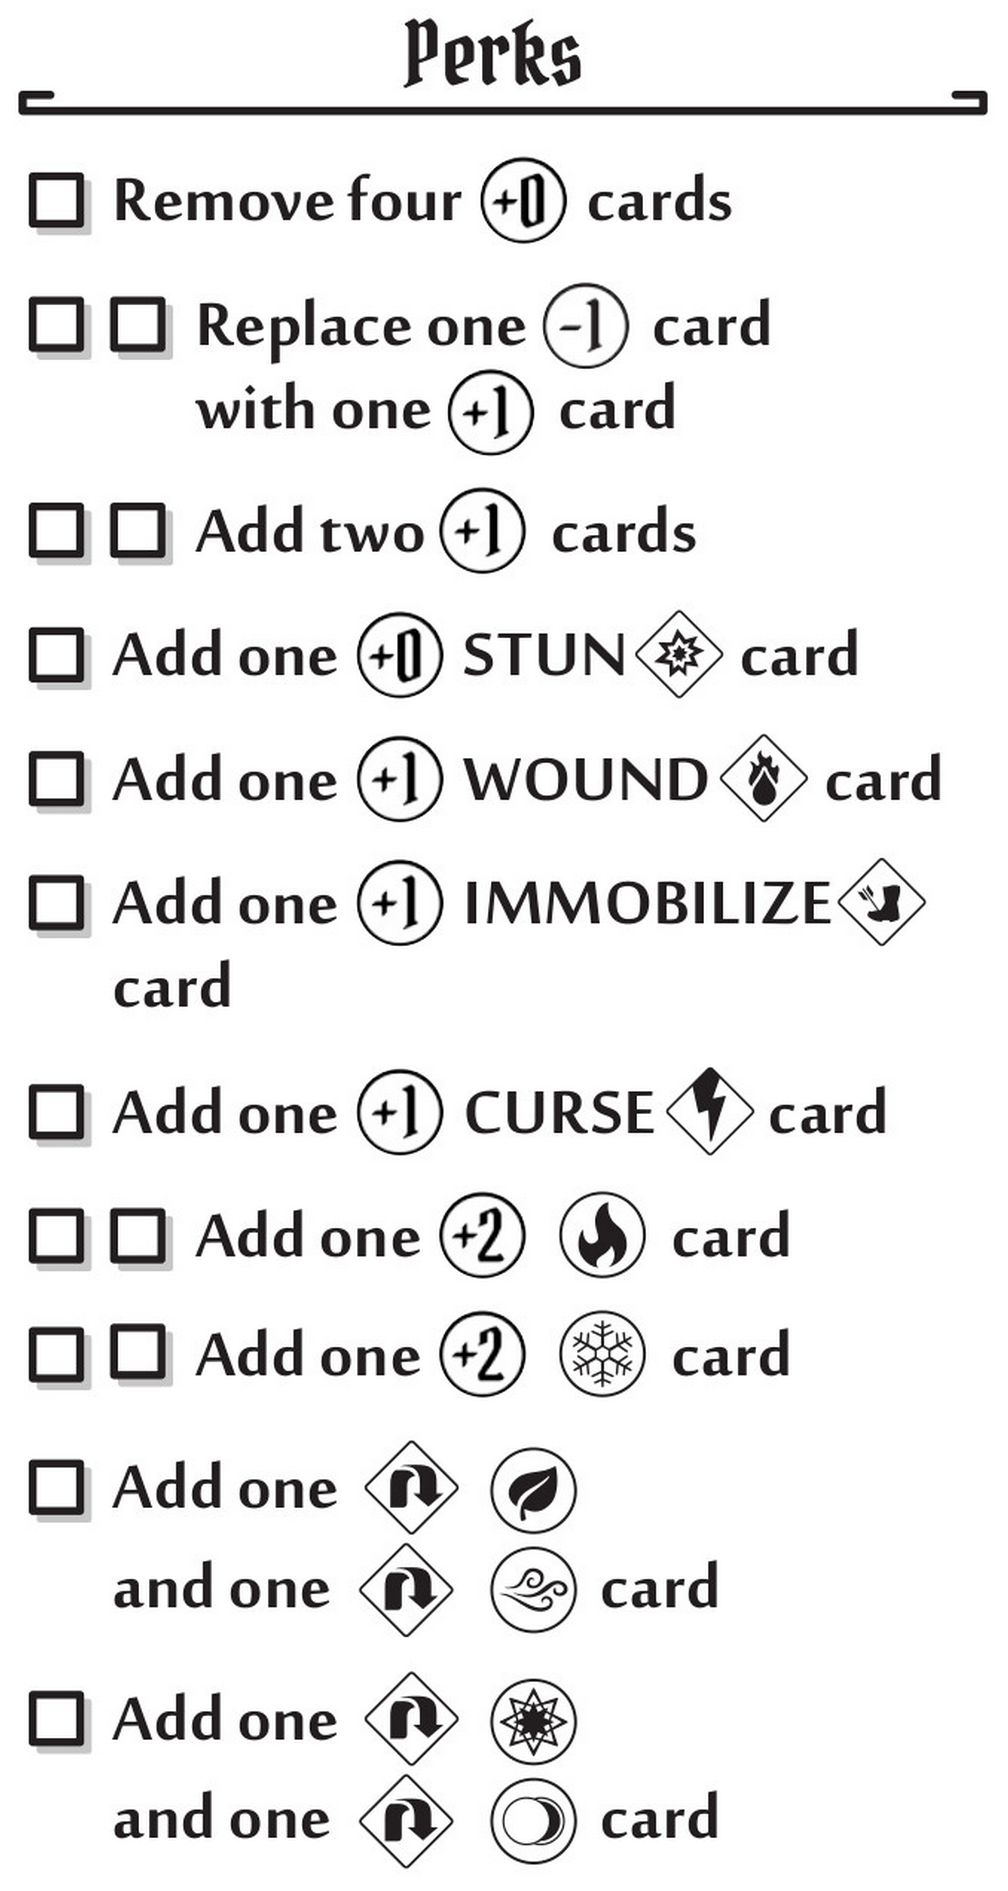 Perks
Remove four +0 cards
Replace one -1 card
with one +1 card
Add two +1 cards
Add one +0 STUN card
Add one +1 WOUND card
Add one +1 IMMOBILIZE
card
Add one +1 CURSE card
Add one +2 card
Add one +2 card
Add one
and one card
Add one
and one card